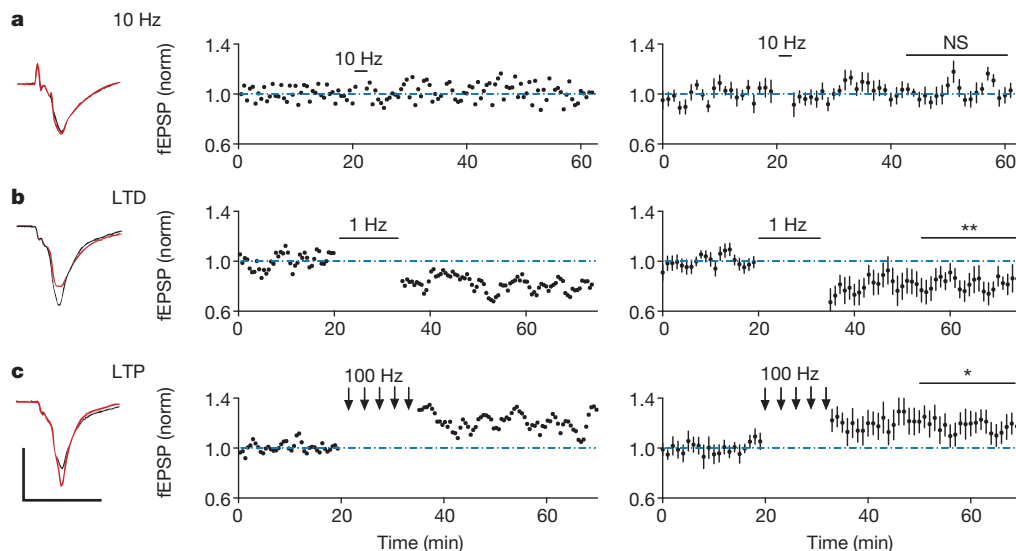 a 10 Hz
fEPSP (norm)
1.4
1.0
0.6
10 Hz
0 20 40 60
1.4
1.0
0.6
10 Hz NS
0 20 40 60
b LTD
fEPSP (norm)
1.4
1.0
0.6
1 Hz
0 20 40 60
1.4
1.0
0.6
1 Hz **
0 20 40 60
c LTP
fEPSP (norm)
1.4
1.0
0.6
100 Hz
0 20 40 60
Time (min)
1.4
1.0
0.6
100 Hz *
0 20 40 60
Time (min)